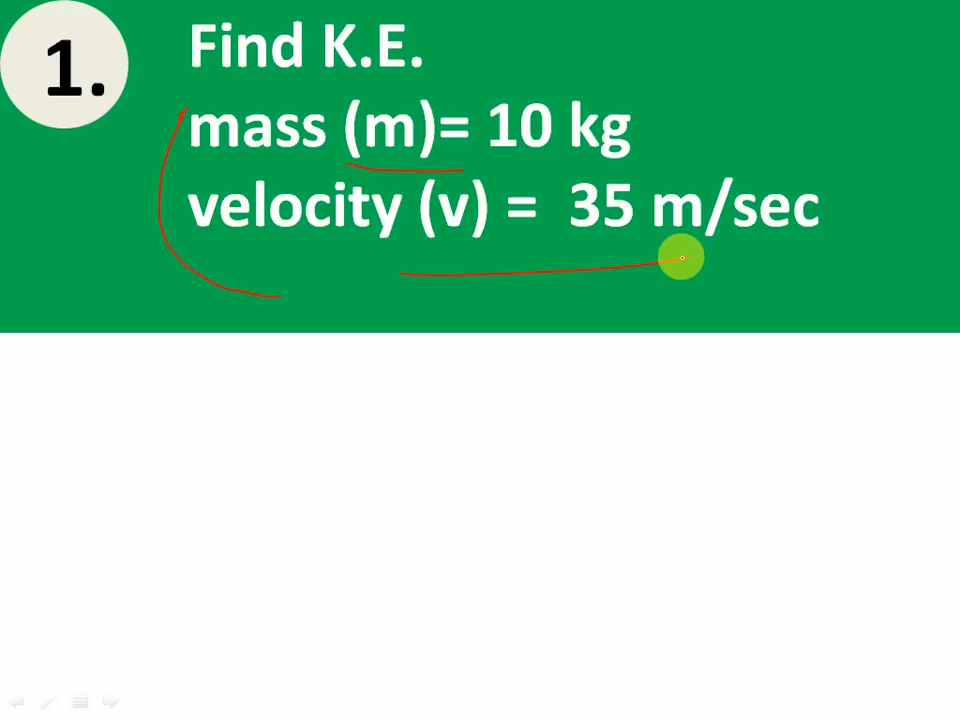 1.
Find K.E.
mass (m)= 10 kg
velocity (v) = 35 m/sec